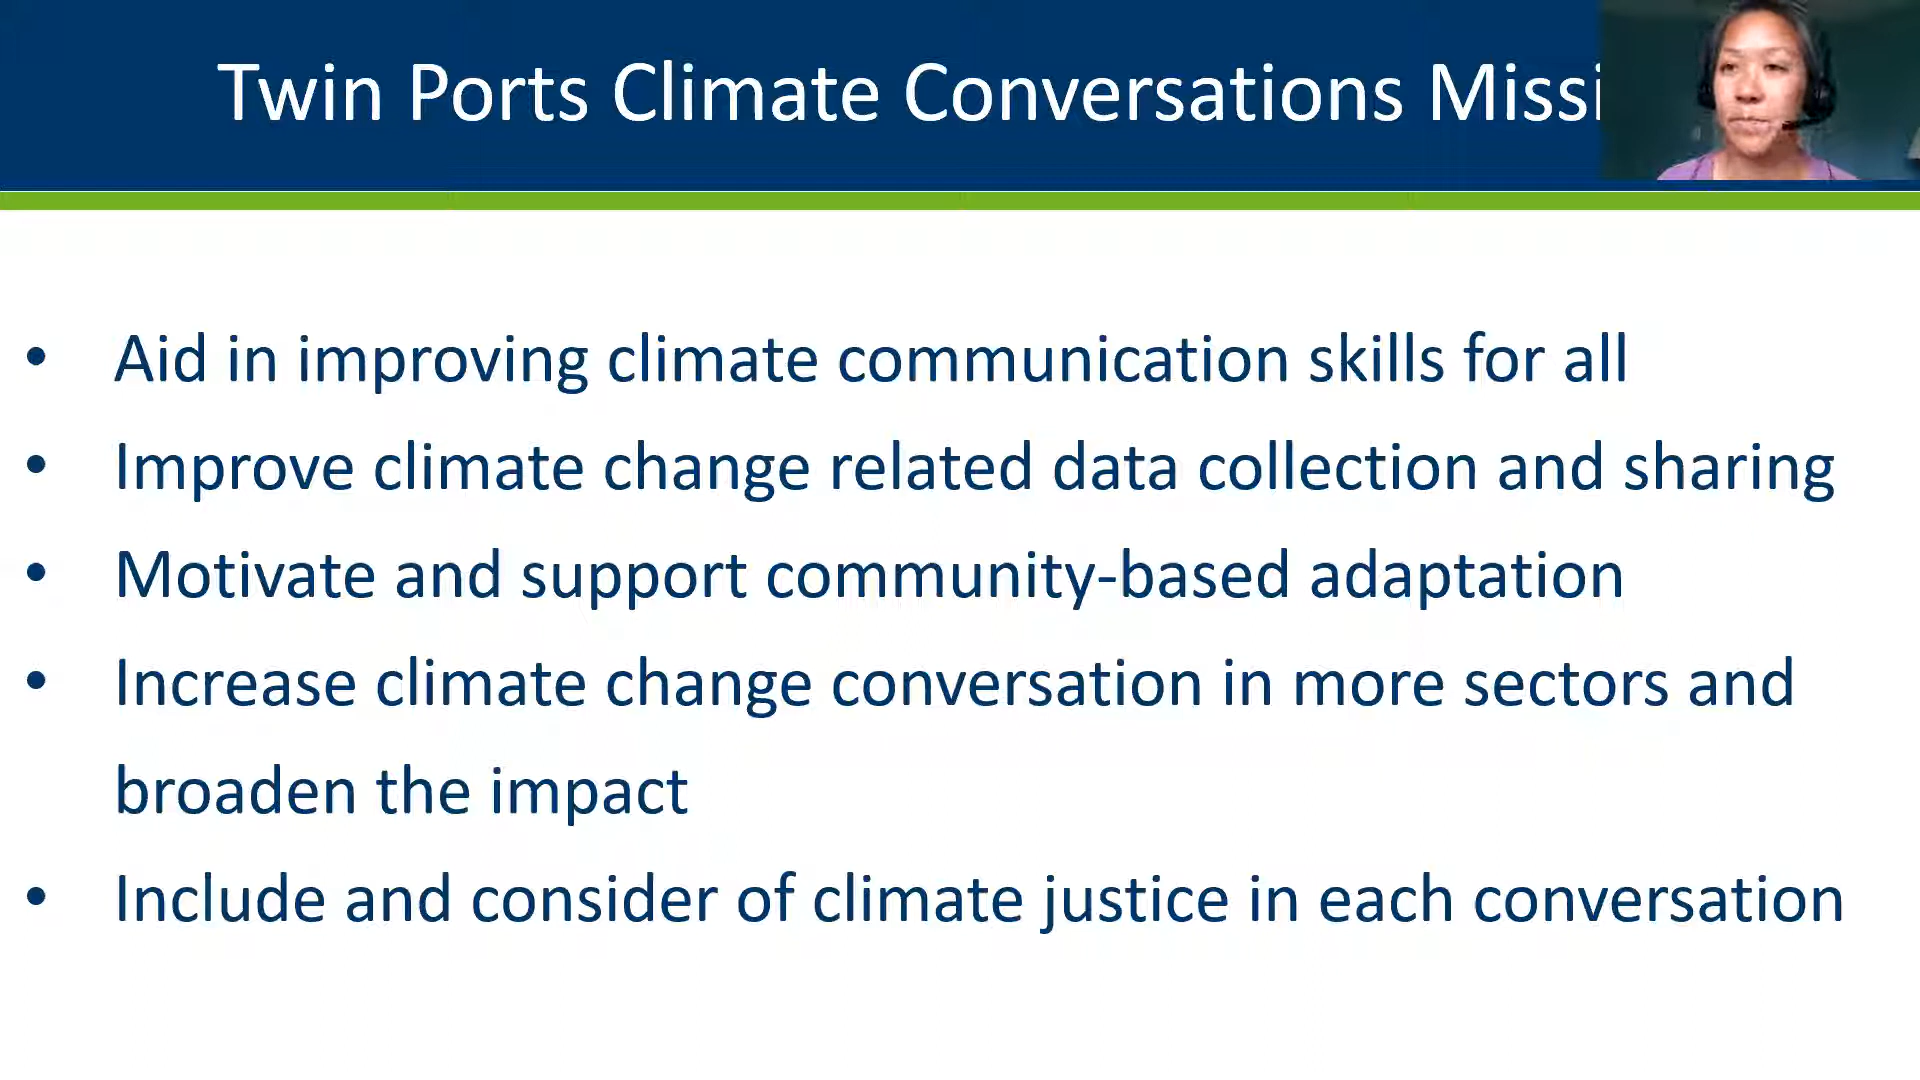 Twin Ports Climate Conversations Missi
• Aid in improving climate communication skills for all
• Improve climate change related data collection and sharing
• Motivate and support community-based adaptation
• Increase climate change conversation in more sectors and
broaden the impact
• Include and consider of climate justice in each conversation